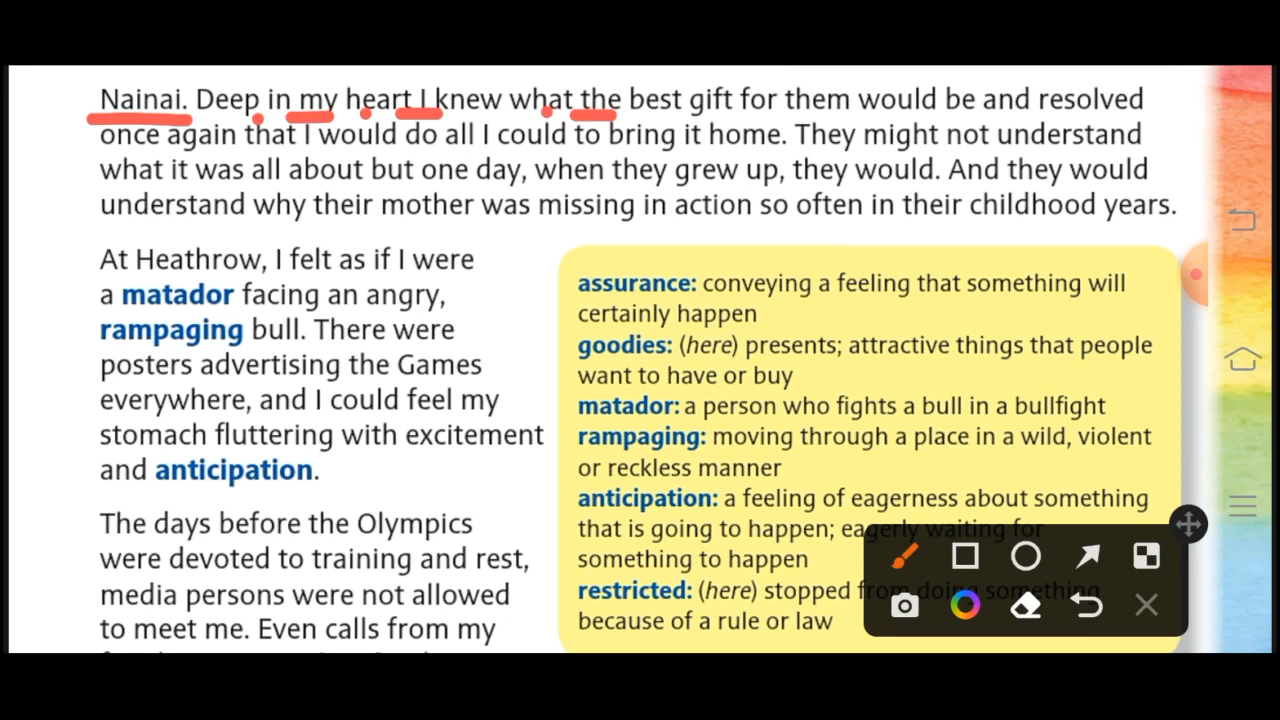 Nainai. Deep in my heart I knew what the best gift for them would be and resolved
once again that I would do all I could to bring it home. They might not understand
what it was all about but one day, when they grew up, they would. And they would
understand why their mother was missing in action so often in their childhood years.
At Heathrow, I felt as if I were
a matador facing an angry,
rampaging bull. There were
posters advertising the Games
everywhere, and I could feel my
stomach fluttering with excitement
and anticipation.
The days before the Olympics
were devoted to training and rest,
media persons were not allowed
to meet me. Even calls from my
assurance: conveying a feeling that something will
certainly happen
goodies: (here) presents; attractive things that people
want to have or buy
matador: a person who fights a bull in a bullfight
rampaging: moving through a place in a wild, violent
or reckless manner
anticipation: a feeling of eagerness about something
that is going to happen; eagerly waiting for
something to happen
restricted: (here) stopped from doing something
because of a rule or law